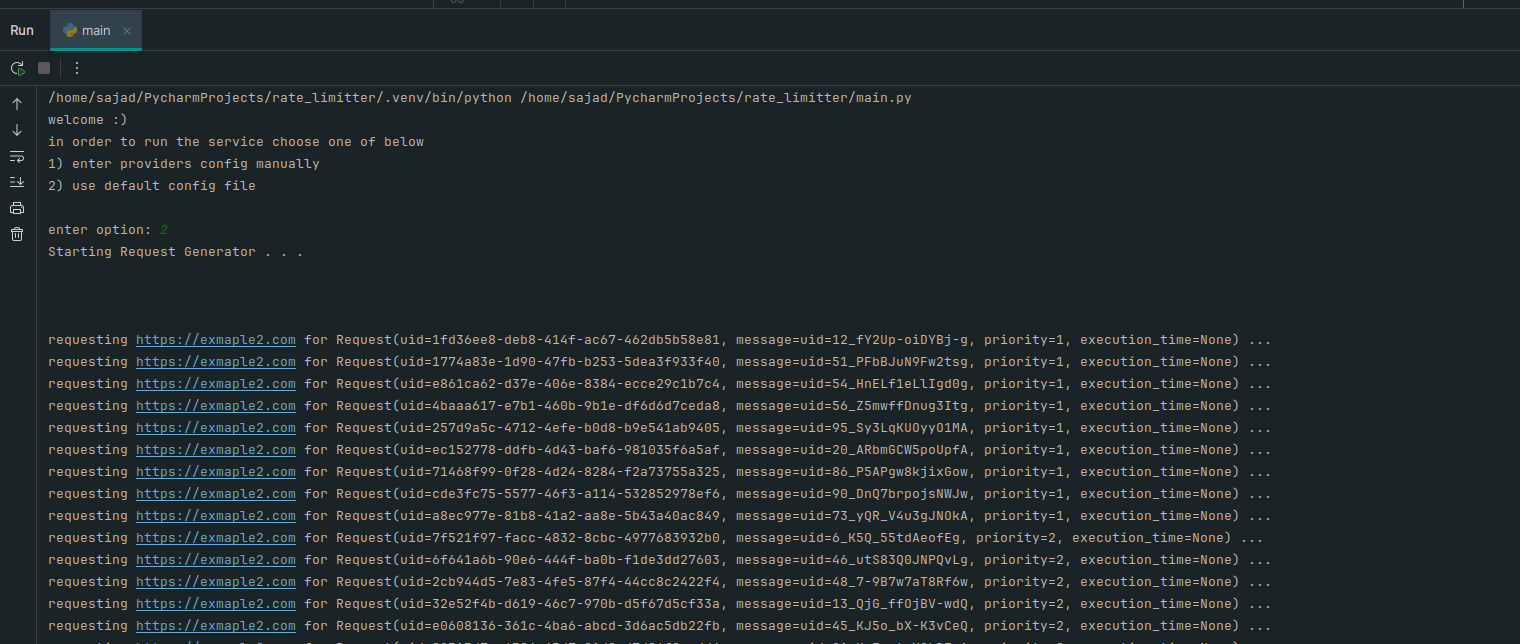 Run main
/home/sajad/PycharmProjects/rate_limitter/.venv/bin/python /home/sajad/PycharmProjects/rate_limitter/main.py
welcome :)
in order to run the service choose one of below
1) enter providers config manually
2) use default config file
enter option: 2
Starting Request Generator . . .
requesting https://exmaple2.com for Request(uid=1fd36ee8-deb8-414f-ac67-462db5b58e81, message=uid=12_fY2Up-oiDYBj-g, priority=1, execution_time=None) ...
requesting https://exmaple2.com for Request(uid=1774a83e-1d90-47fb-b253-5dea3f933f40, message=uid=51_PFbBJuN9Fw2tsg, priority=1, execution_time=None) ...
requesting https://exmaple2.com for Request(uid=e861ca62-d37e-406e-8384-ecce29c1b7c4, message=uid=54_HnELf1eLlIgd0g, priority=1, execution_time=None) ...
requesting https://exmaple2.com for Request(uid=4baaa617-e7b1-460b-9b1e-df6d6d7ceda8, message=uid=56_Z5mwffDnug3Itg, priority=1, execution_time=None) ...
requesting https://exmaple2.com for Request(uid=257d9a5c-4712-4efe-b0d8-b9e541ab9405, message=uid=95_Sy3LqKUOyyO1MA, priority=1, execution_time=None) ...
requesting https://exmaple2.com for Request(uid=ec152778-ddfb-4d43-baf6-981035f6a5af, message=uid=20_ARbmGCW5poUpfA, priority=1, execution_time=None) ...
requesting https://exmaple2.com for Request(uid=71468f99-0f28-4d24-8284-f2a73755a325, message=uid=86_P5APgw8kjixGow, priority=1, execution_time=None) ...
requesting https://exmaple2.com for Request(uid=cde3fc75-5577-46f3-a114-532852978ef6, message=uid=90_DnQ7brpojsNWJw, priority=1, execution_time=None) ...
requesting https://exmaple2.com for Request(uid=a8ec977e-81b8-41a2-aa8e-5b43a40ac849, message=uid=73_yQR_V4u3gJNOkA, priority=1, execution_time=None) ...
requesting https://exmaple2.com for Request(uid=7f521f97-facc-4832-8cbc-4977683932b0, message=uid=6_K5Q_55tdAeofEg, priority=2, execution_time=None) ...
requesting https://exmaple2.com for Request(uid=6f641a6b-90e6-444f-ba0b-f1de3dd27603, message=uid=46_utS83Q0JNPQvLg, priority=2, execution_time=None) ...
requesting https://exmaple2.com for Request(uid=2cb944d5-7e83-4fe5-87f4-44cc8c2422f4, message=uid=48_7-9B7w7aT8Rf6w, priority=2, execution_time=None) ...
requesting https://exmaple2.com for Request(uid=32e52f4b-d619-46c7-970b-d5f67d5cf33a, message=uid=13_QjG_ffOjBV-wdQ, priority=2, execution_time=None) ...
requesting https://exmaple2.com for Request(uid=e0608136-361c-4ba6-abcd-3d6ac5db22fb, message=uid=45_KJ5o_bX-K3vCeQ, priority=2, execution_time=None) ...